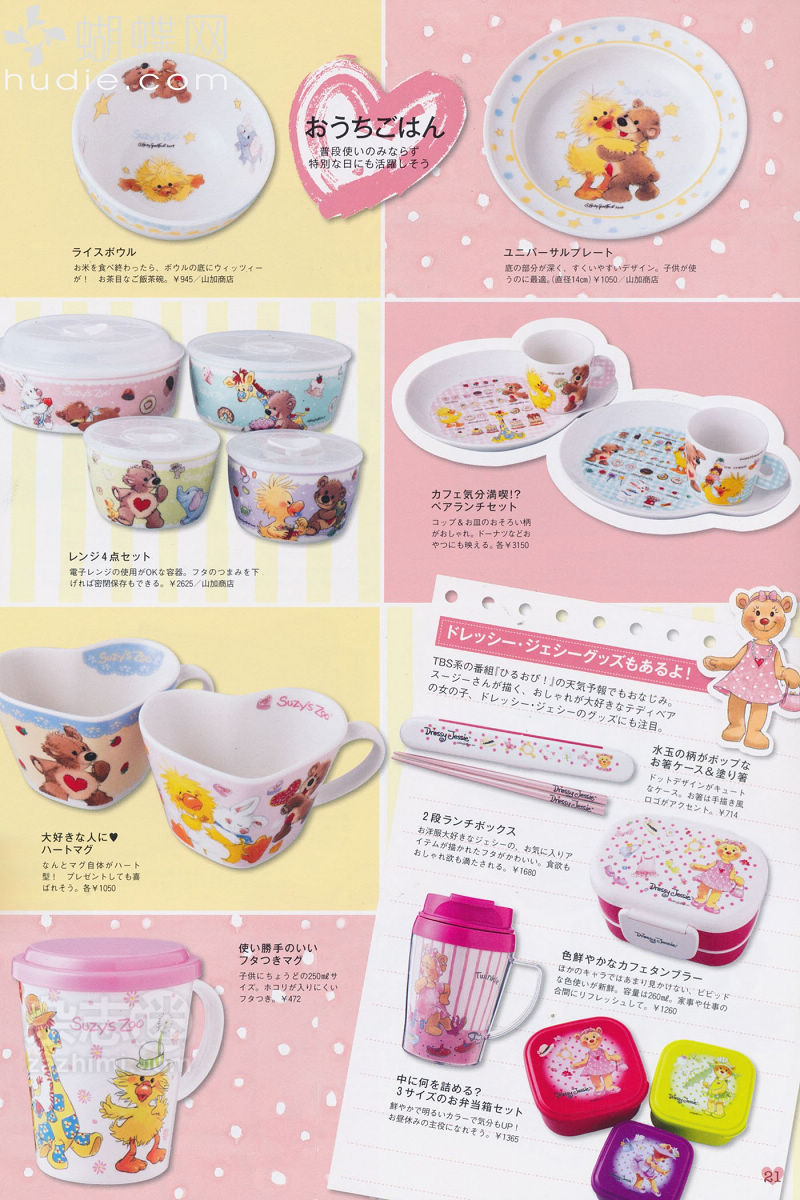 蝴蝶网
hudie.com
Suzy's Zoo
おうちごはん
普段使いのみならず
特別な日にも活躍しそう
ライスボウル
お米を食べ終わったら、ボウルの底にウィッツィー
が！　お茶目なご飯茶碗。￥945／山加商店
ユニバーサルプレート
底の部分が深く、すくいやすいデザイン。子供が使
うのに最適。(直径14㎝)￥1050／山加商店
レンジ4点セット
電子レンジの使用がOKな容器。フタのつまみを下
げれば密閉保存もできる。￥2625／山加商店
カフェ気分満喫!?
ペアランチセット
コップ＆お皿のおそろい柄
がおしゃれ。ドーナツなどお
やつにも映える。各￥3150
Suzy's Zoo
Suzy's Zoo
大好きな人に♥
ハートマグ
なんとマグ自体がハート
型！　プレゼントしても喜
ばれそう。各￥1050
使い勝手のいい
フタつきマグ
子供にちょうどの250㎖サ
イズ。ホコリが入りにくい
フタつき。￥472
Suzy's Zoo
ドレッシー・ジェシーグッズもあるよ！
TBS系の番組『ひるおび！』の天気予報でもおなじみ。
スージーさんが描く、おしゃれが大好きなテディベア
の女の子、ドレッシー・ジェシーのグッズにも注目。
Dressy Jessie
Dressy Jessie
Dressy Jessie
水玉の柄がポップな
お箸ケース＆塗り箸
ドットデザインがキュート
なケース。お箸は手描き風
ロゴがアクセント。￥714
2段ランチボックス
お洋服大好きなジェシーの、お気に入りア
イテムが描かれたフタがかわいい。食欲も
おしゃれ欲も満たされる。￥1680
Dressy Jessie
Dressy Jessie
色鮮やかなカフェタンブラー
ほかのキャラではあまり見かけない、ビビッド
な色使いが新鮮。容量は260㎖。家事や仕事の
合間にリフレッシュして。￥1260
中に何を詰める？
3サイズのお弁当箱セット
鮮やかで明るいカラーで気分もUP！
お昼休みの主役になれそう。￥1365
Dressy Jessie
Dressy Jessie
21